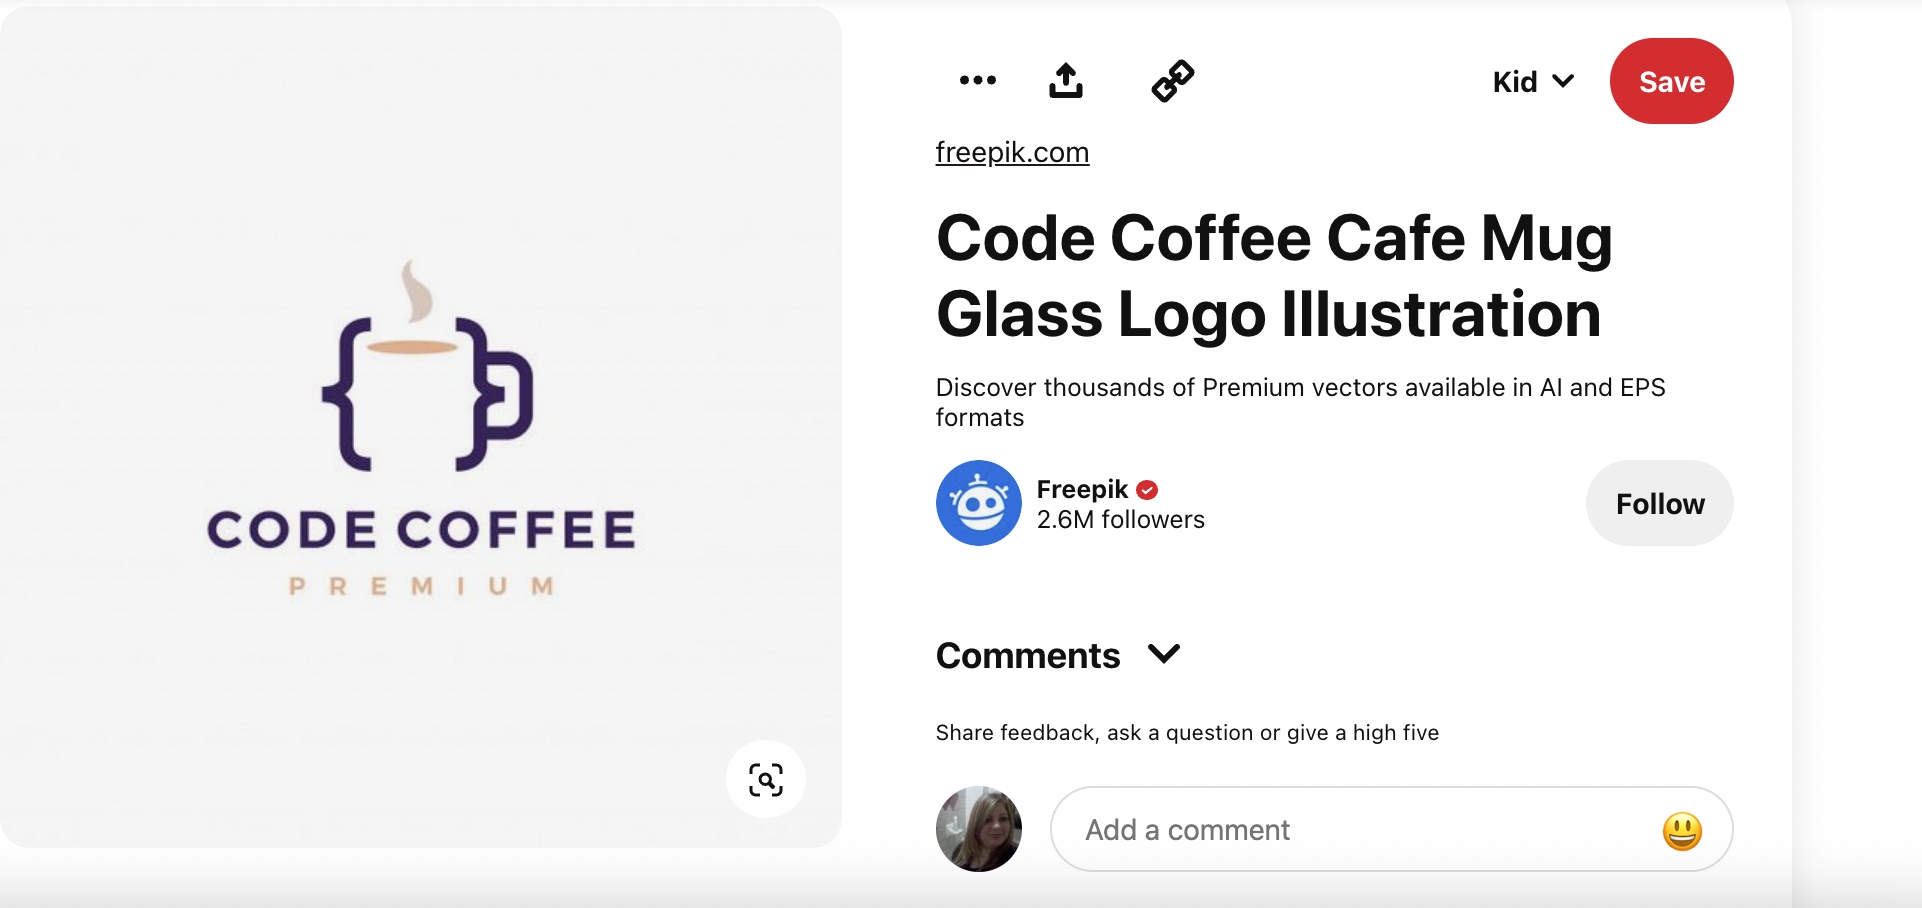 Kid
Save
freepik.com
Code Coffee Cafe Mug
Glass Logo Illustration
Discover thousands of Premium vectors available in AI and EPS
formats
Freepik
2.6M followers
Follow
CODE COFFEE
PREMIUM
Comments
Share feedback, ask a question or give a high five
Add a comment